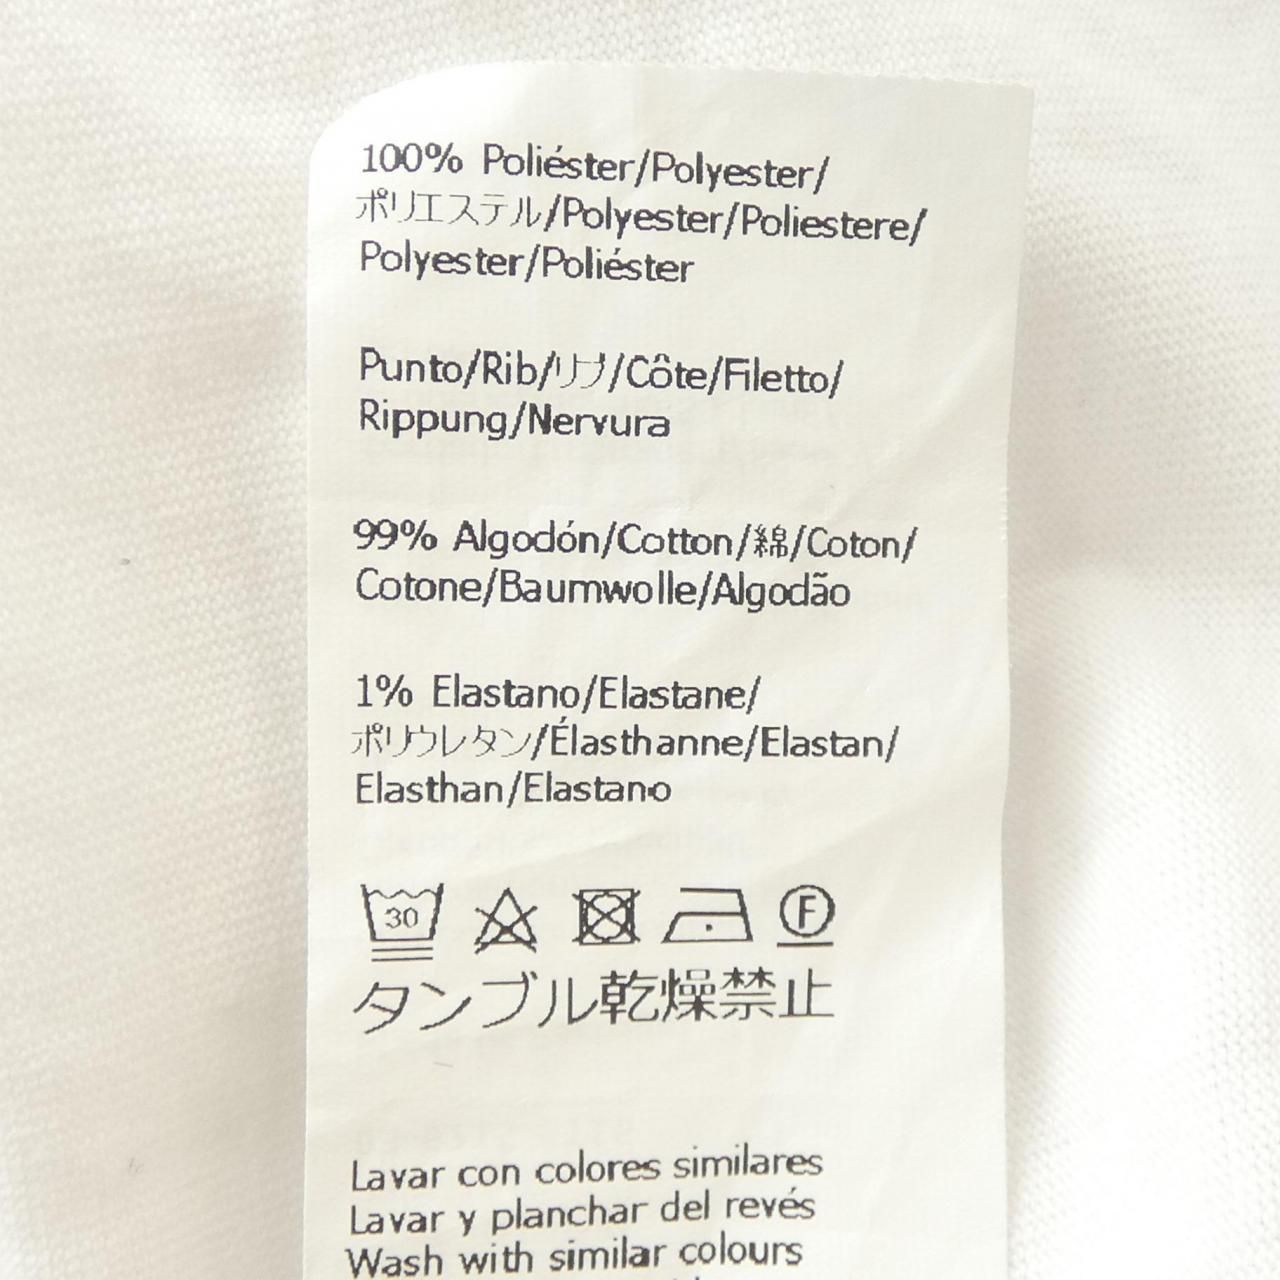 100% Poliéster/Polyester/
ポリエステル/Polyester/Poliestere/
Polyester/Poliéster
Punto/Rib/リブ/Côte/Filetto/
Rippung/Nervura
99% Algodón/Cotton/綿/Coton/
Cotone/Baumwolle/Algodão
1% Elastano/Elastane/
ポリウレタン/Élasthanne/Elastan/
Elasthan/Elastano
30 F
タンブル乾燥禁止
Lavar con colores similares
Lavar y planchar del revés
Wash with similar colours